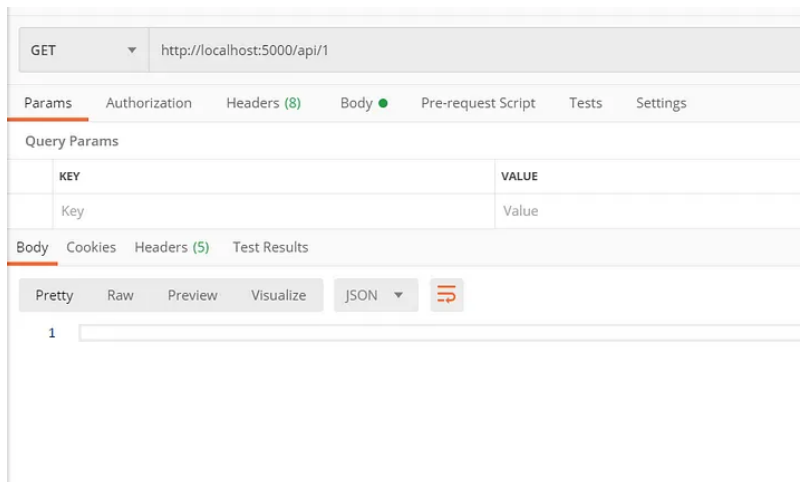 GET http://localhost:5000/api/1
Params Authorization Headers (8) Body Pre-request Script Tests Settings
Query Params
KEY VALUE
Key Value
Body Cookies Headers (5) Test Results
Pretty Raw Preview Visualize JSON
1